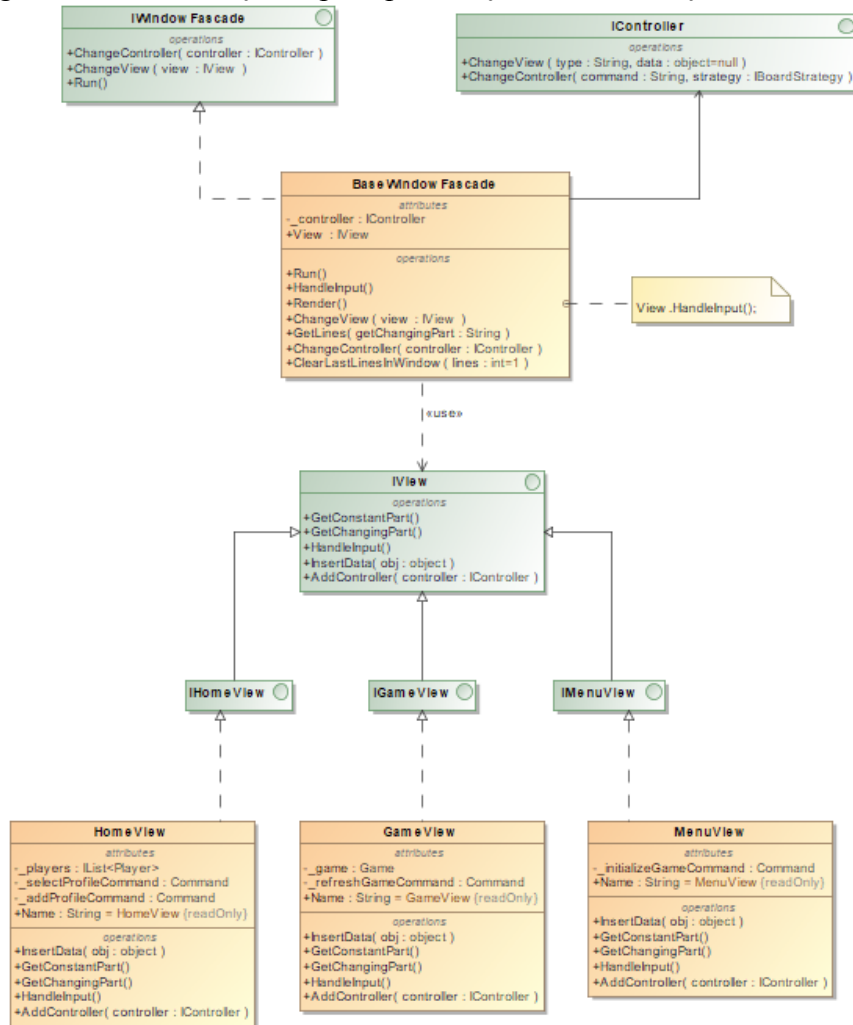 IWindow Fascade
operations
+ChangeController( controller : IController )
+ChangeView ( view : IView )
+Run()
IController
operations
+ChangeView ( type : String, data : object=null )
+ChangeController( command : String, strategy : IBoardStrategy )
Base Window Fascade
attributes
-_controller : IController
+View : IView
operations
+Run()
+HandleInput()
+Render()
+ChangeView ( view : IView )
+GetLines( getChangingPart : String )
+ChangeController( controller : IController )
+ClearLastLinesInWindow ( lines : int=1 )
View .HandleInput();
«use»
IView
operations
+GetConstantPart()
+GetChangingPart()
+HandleInput()
+InsertData( obj : object )
+AddController( controller : IController )
IHomeView
IGameView
IMenuView
HomeView
attributes
-_players : IList<Player>
-_selectProfileCommand : Command
-_addProfileCommand : Command
+Name : String = HomeView {readOnly}
operations
+InsertData( obj : object )
+GetConstantPart()
+GetChangingPart()
+HandleInput()
+AddController( controller : IController )
GameView
attributes
-_game : Game
-_refreshGameCommand : Command
+Name : String = GameView {readOnly}
operations
+InsertData( obj : object )
+GetConstantPart()
+GetChangingPart()
+HandleInput()
+AddController( controller : IController )
MenuView
attributes
-_initializeGameCommand : Command
+Name : String = MenuView {readOnly}
operations
+InsertData( obj : object )
+GetConstantPart()
+GetChangingPart()
+HandleInput()
+AddController( controller : IController )